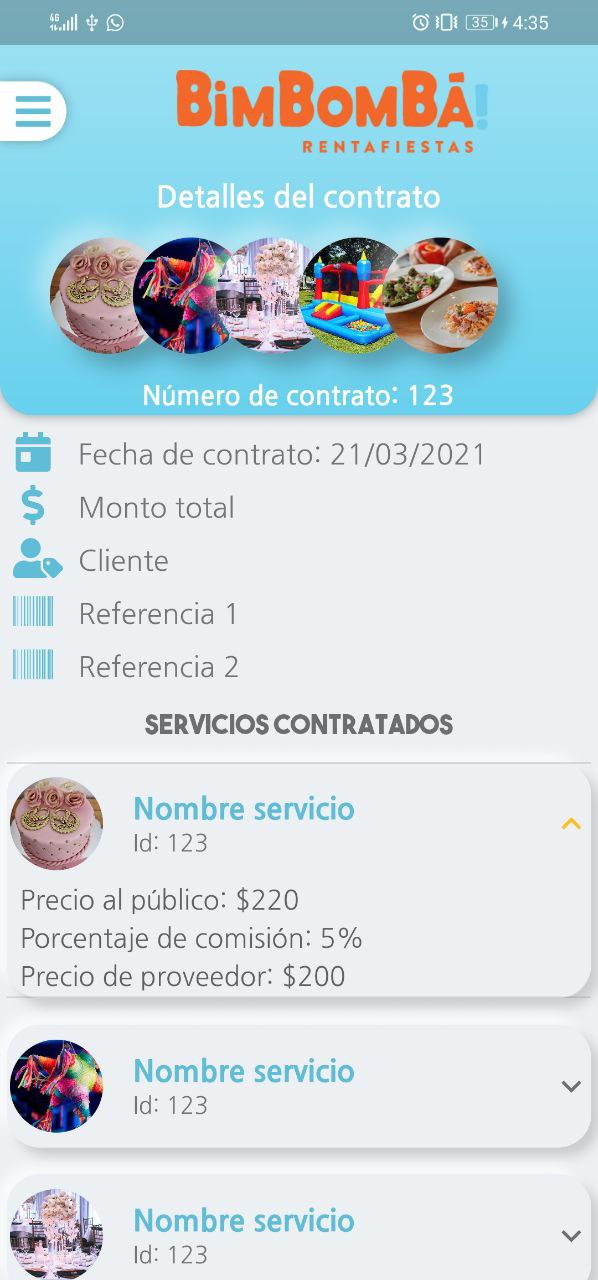 4G 35 4:35
BimBomBá!
RENTAFIESTAS
Detalles del contrato
Número de contrato: 123
Fecha de contrato: 21/03/2021
Monto total
Cliente
Referencia 1
Referencia 2
SERVICIOS CONTRATADOS
Nombre servicio
Id: 123
Precio al público: $220
Porcentaje de comisión: 5%
Precio de proveedor: $200
Nombre servicio
Id: 123
Nombre servicio
Id: 123